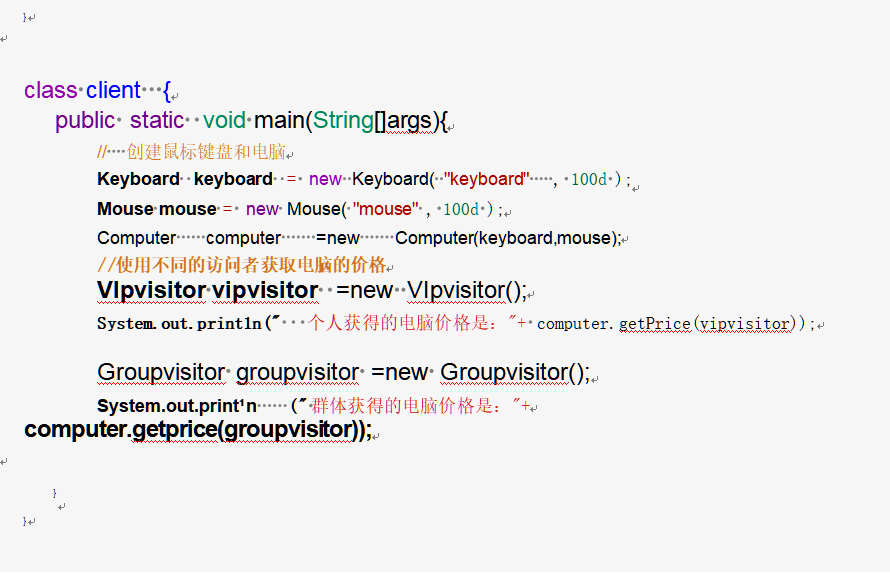 }
class client {
public static void main(String[]args){
// 创建鼠标键盘和电脑
Keyboard keyboard = new Keyboard( "keyboard" , 100d );
Mouse mouse = new Mouse( "mouse" , 100d );
Computer computer =new Computer(keyboard,mouse);
//使用不同的访问者获取电脑的价格
VIpvisitor vipvisitor =new VIpvisitor();
System.out.print1n(" 个人获得的电脑价格是："+ computer.getPrice(vipvisitor));
Groupvisitor groupvisitor =new Groupvisitor();
System.out.print¹n (" 群体获得的电脑价格是："+
computer.getprice(groupvisitor));
}
}